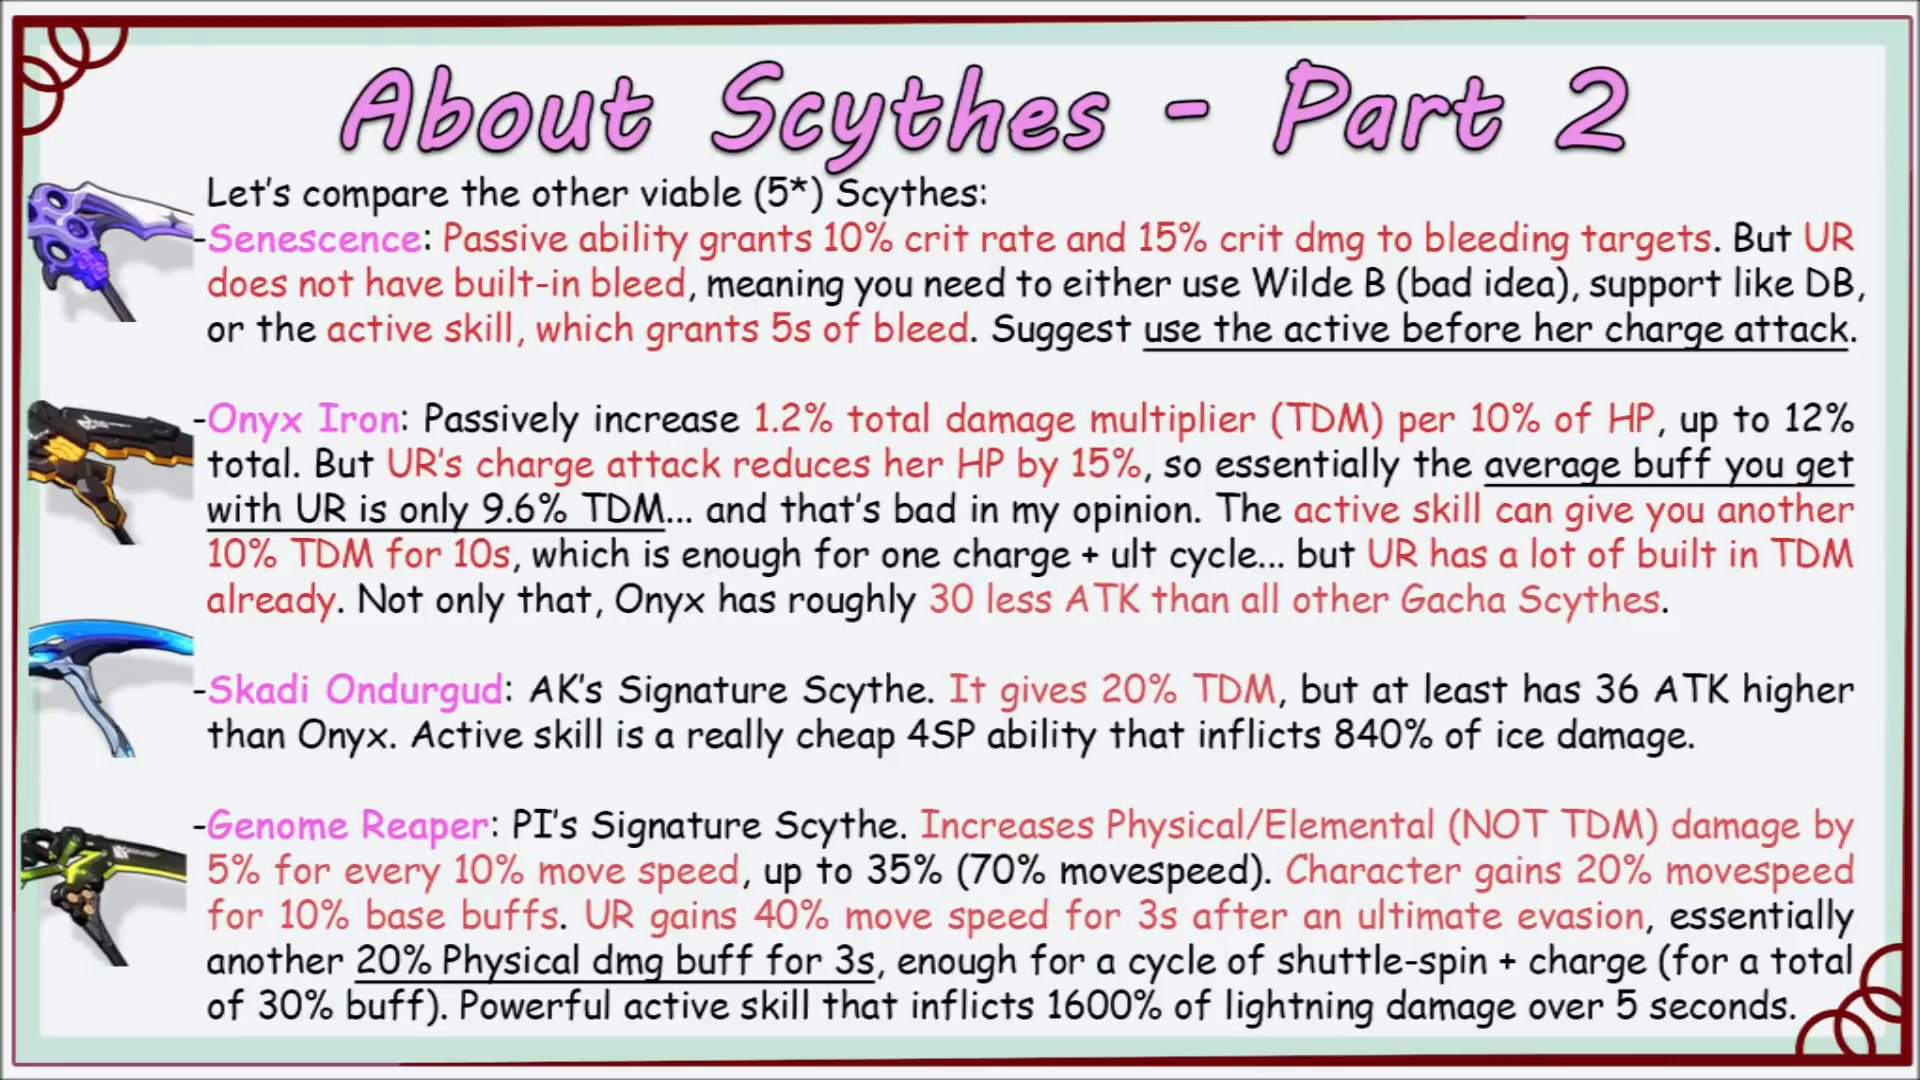 About Scythes - Part 2
Let's compare the other viable (5*) Scythes:
-Senescence: Passive ability grants 10% crit rate and 15% crit dmg to bleeding targets. But UR
does not have built-in bleed, meaning you need to either use Wilde B (bad idea), support like DB,
or the active skill, which grants 5s of bleed. Suggest use the active before her charge attack.
-Onyx Iron: Passively increase 1.2% total damage multiplier (TDM) per 10% of HP, up to 12%
total. But UR's charge attack reduces her HP by 15%, so essentially the average buff you get
with UR is only 9.6% TDM... and that's bad in my opinion. The active skill can give you another
10% TDM for 10s, which is enough for one charge + ult cycle... but UR has a lot of built in TDM
already. Not only that, Onyx has roughly 30 less ATK than all other Gacha Scythes.
-Skadi Ondurgud: AK's Signature Scythe. It gives 20% TDM, but at least has 36 ATK higher
than Onyx. Active skill is a really cheap 4SP ability that inflicts 840% of ice damage.
-Genome Reaper: PI's Signature Scythe. Increases Physical/Elemental (NOT TDM) damage by
5% for every 10% move speed, up to 35% (70% movespeed). Character gains 20% movespeed
for 10% base buffs. UR gains 40% move speed for 3s after an ultimate evasion, essentially
another 20% Physical dmg buff for 3s, enough for a cycle of shuttle-spin + charge (for a total
of 30% buff). Powerful active skill that inflicts 1600% of lightning damage over 5 seconds.